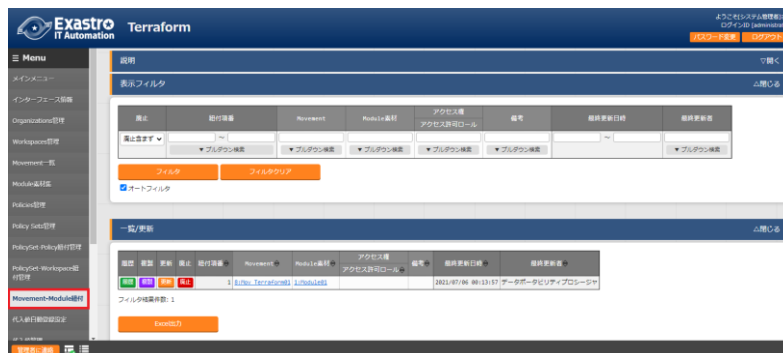 Exastro
IT Automation
Terraform
ようこそ[システム管理者]
ログインID [administrat
パスワード変更
ログアウト
Menu
メインメニュー
インターフェース情報
Organizations管理
Workspaces管理
Movement一覧
Module素材集
Policies管理
Policy Sets管理
PolicySet-Policy紐付管理
PolicySet-Workspace紐
付管理
Movement-Module紐付
代入値自動登録設定
代入値管理
管理者に連絡
説明
▽開く
表示フィルタ
△閉じる
廃止
紐付項番
Movement
Module素材
アクセス権
アクセス許可ロール
備考
最終更新日時
最終更新者
廃止含まず
~
~
▼ プルダウン検索
▼ プルダウン検索
▼ プルダウン検索
▼ プルダウン検索
▼ プルダウン検索
▼ プルダウン検索
フィルタ
フィルタクリア
オートフィルタ
一覧/更新
△閉じる
履歴
複製
更新
廃止
紐付項番
Movement
Module素材
アクセス権
アクセス許可ロール
備考
最終更新日時
最終更新者
履歴
複製
更新
廃止
1
8:Mov_Terraform01
1:Module01
2021/07/06 08:13:57
データポータビリティプロシージャ
フィルタ結果件数: 1
Excel出力